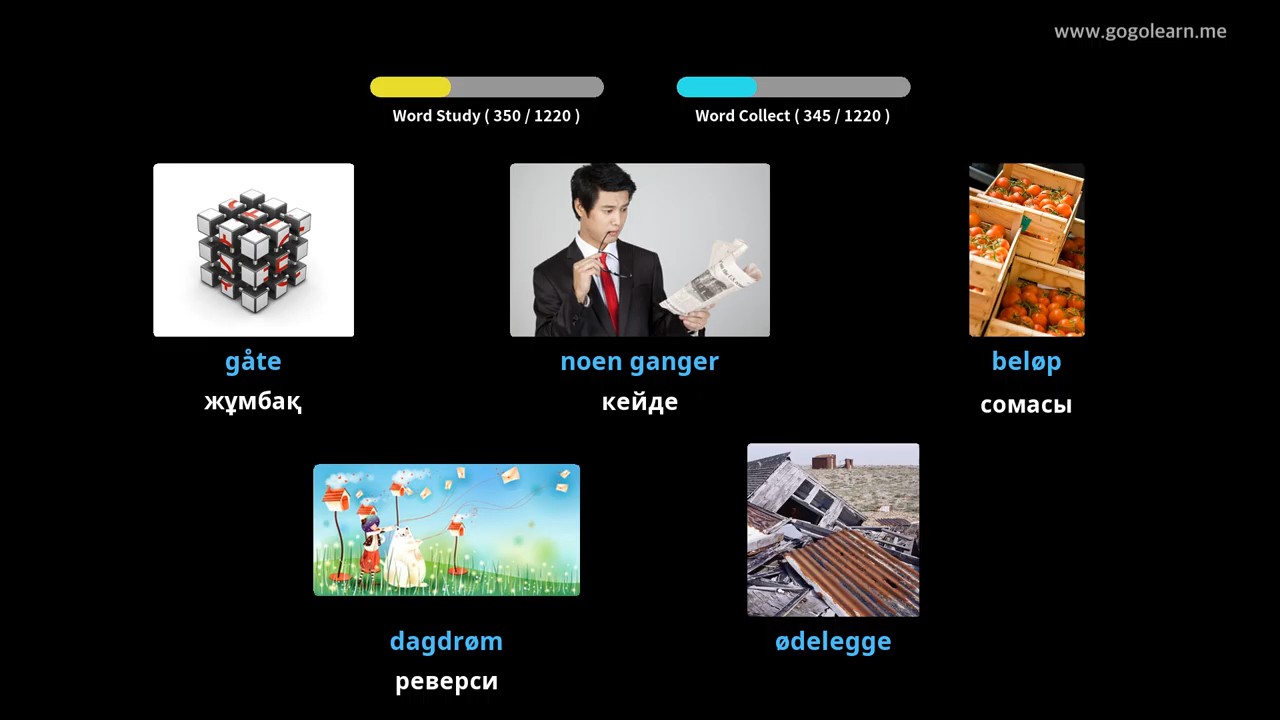 www.gogolearn.me
Word Study ( 350 / 1220 )
Word Collect ( 345 / 1220 )
gåte
noen ganger
beløp
жұмбақ
кейде
сомасы
dagdrøm
ødelegge
реверси